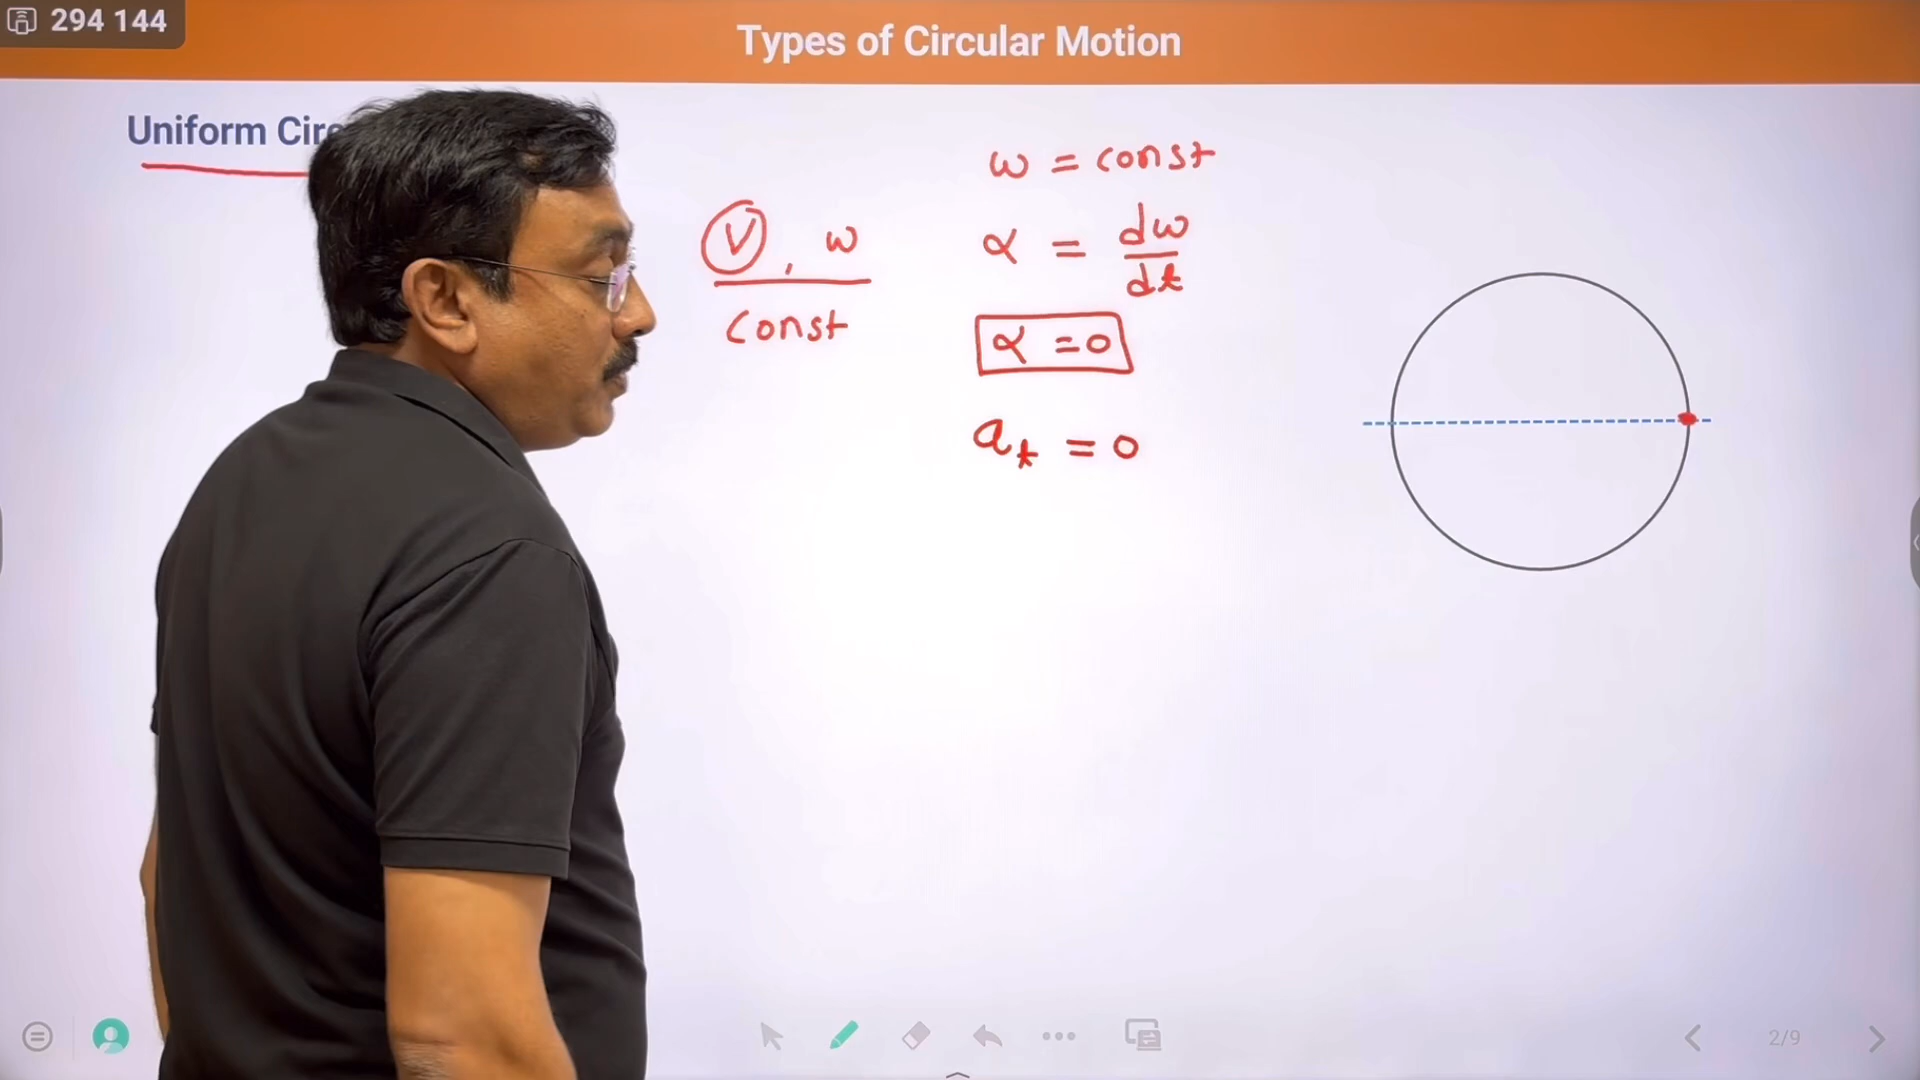 294 144
Types of Circular Motion
Uniform Cir
V, ω
const
ω = const
α = dω/dt
α = 0
aₜ = 0
2/9